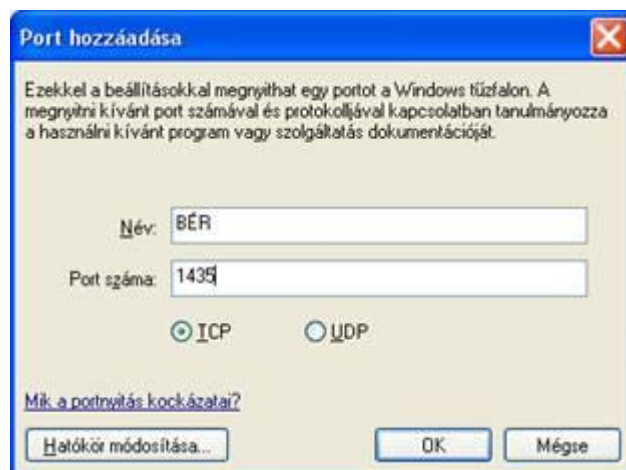 Port hozzáadása
Ezekkel a beállításokkal megnyithat egy portot a Windows tűzfalon. A
megnyitni kívánt port számával és protokolljával kapcsolatban tanulmányozza
a használni kívánt program vagy szolgáltatás dokumentációját.
Név: BÉR
Port száma: 1435
TCP UDP
Mik a portnyitás kockázatai?
Hatókör módosítása... OK Mégse